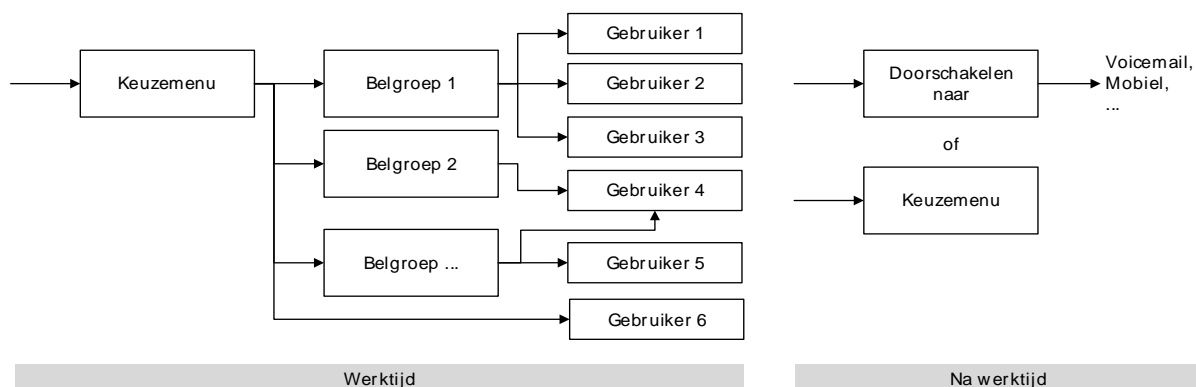 Keuzemenu
Belgroep 1
Belgroep 2
Belgroep ...
Gebruiker 1
Gebruiker 2
Gebruiker 3
Gebruiker 4
Gebruiker 5
Gebruiker 6
Werktijd
Doorschakelen
naar
Voicemail,
Mobiel,
...
of
Keuzemenu
Na werktijd